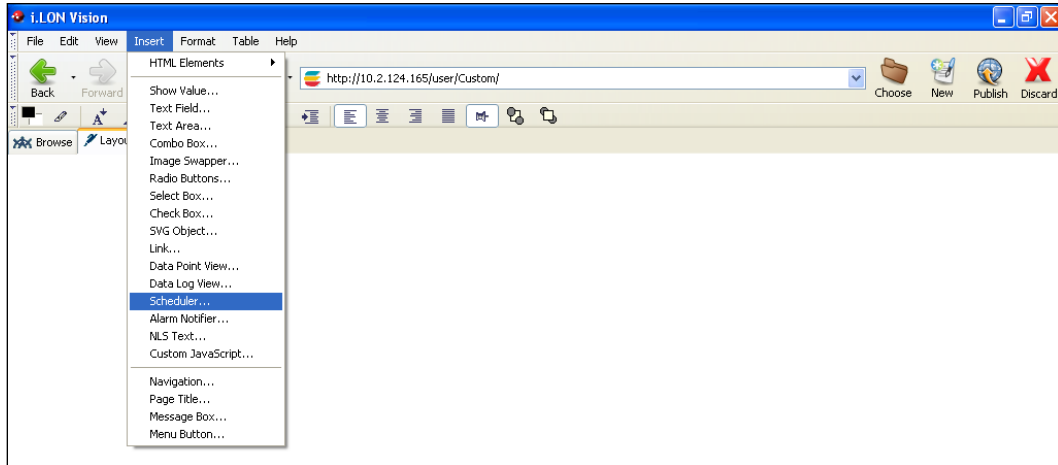 i.LON Vision
File Edit View Insert Format Table Help
Back Forward http://10.2.124.165/user/Custom/ Choose New Publish Discard
A
Browse Layou
HTML Elements
Show Value...
Text Field...
Text Area...
Combo Box...
Image Swapper...
Radio Buttons...
Select Box...
Check Box...
SVG Object...
Link...
Data Point View...
Data Log View...
Scheduler...
Alarm Notifier...
NLS Text...
Custom JavaScript...
Navigation...
Page Title...
Message Box...
Menu Button...